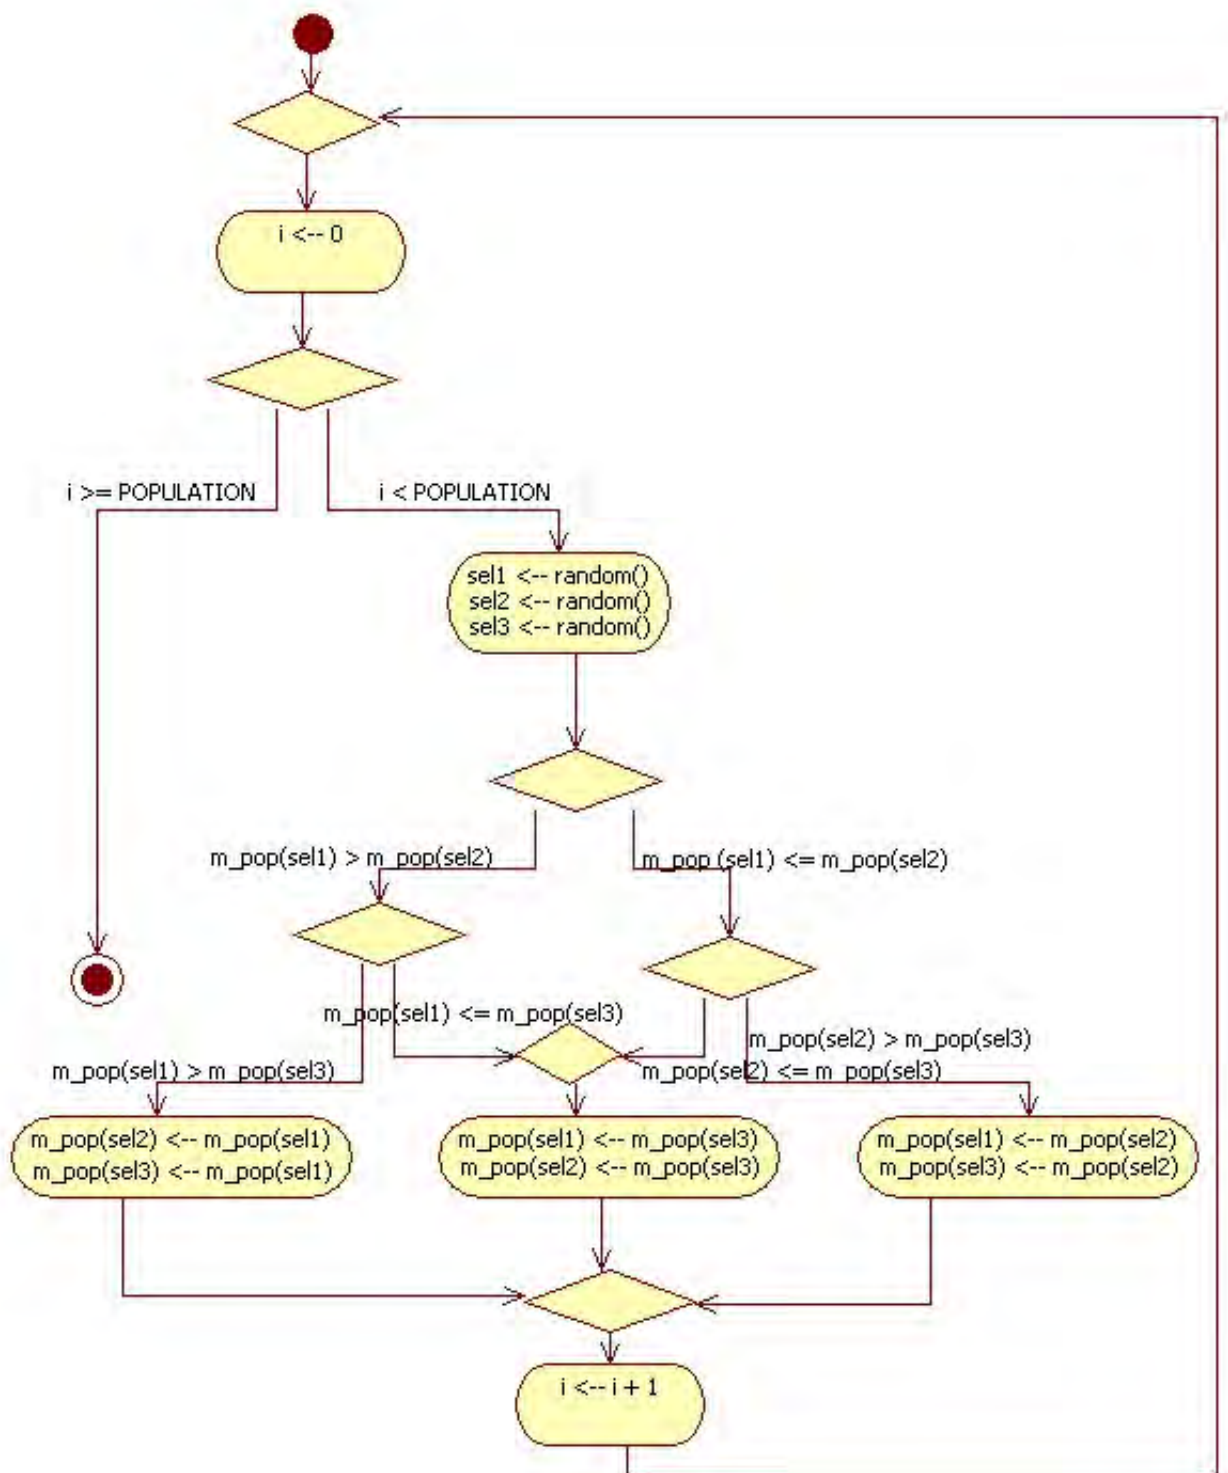 i <-- 0
i >= POPULATION
i < POPULATION
sel1 <-- random()
sel2 <-- random()
sel3 <-- random()
m_pop(sel1) > m_pop(sel2)
m_pop (sel1) <= m_pop(sel2)
m_pop(sel1) <= m_pop(sel3)
m_pop(sel2) > m_pop(sel3)
m_pop(sel1) > m_pop(sel3)
m_pop(sel2) <= m_pop(sel3)
m_pop(sel2) <-- m_pop(sel1)
m_pop(sel3) <-- m_pop(sel1)
m_pop(sel1) <-- m_pop(sel3)
m_pop(sel2) <-- m_pop(sel3)
m_pop(sel1) <-- m_pop(sel2)
m_pop(sel3) <-- m_pop(sel2)
i <-- i + 1